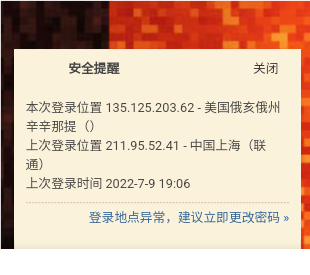 安全提醒 关闭
本次登录位置 135.125.203.62 - 美国俄亥俄州
辛辛那提（）
上次登录位置 211.95.52.41 - 中国上海（联
通）
上次登录时间 2022-7-9 19:06
登录地点异常，建议立即更改密码 »